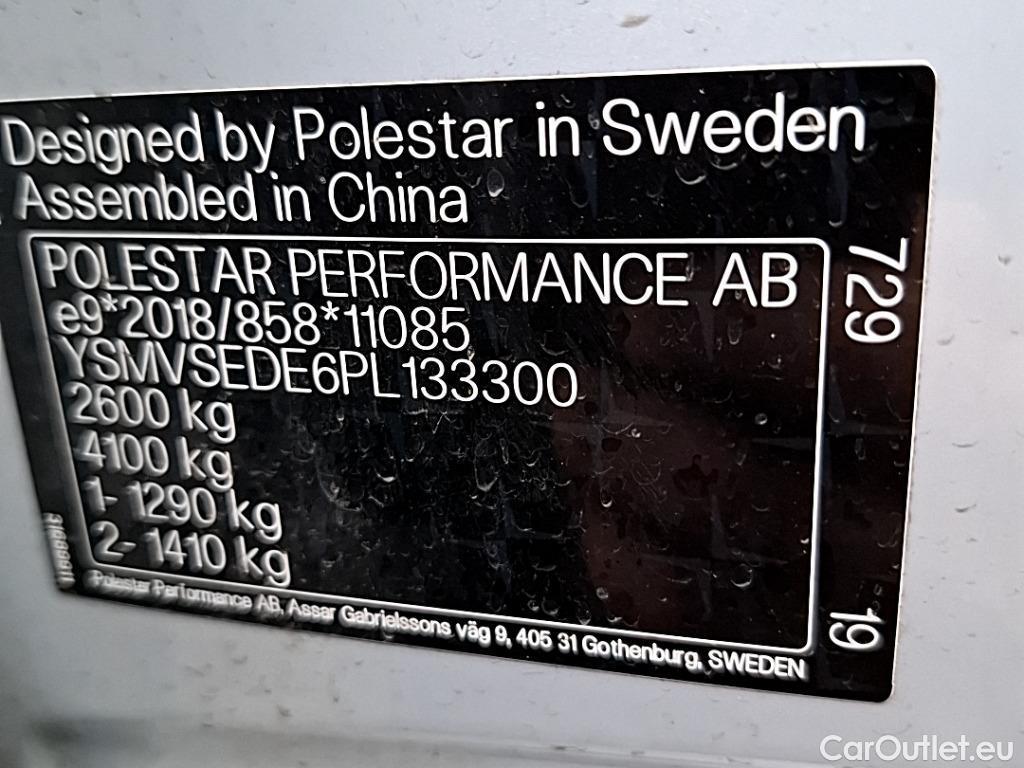 Designed by Polestar in Sweden
Assembled in China
POLESTAR PERFORMANCE AB
e9*2018/858*11085
YSMVSEDE6PL133300
2600 kg
4100 kg
1- 1290 kg
2- 1410 kg
Polestar Performance AB, Assar Gabrielssons väg 9, 405 31 Gothenburg, SWEDEN
729
19
CarOutlet.eu